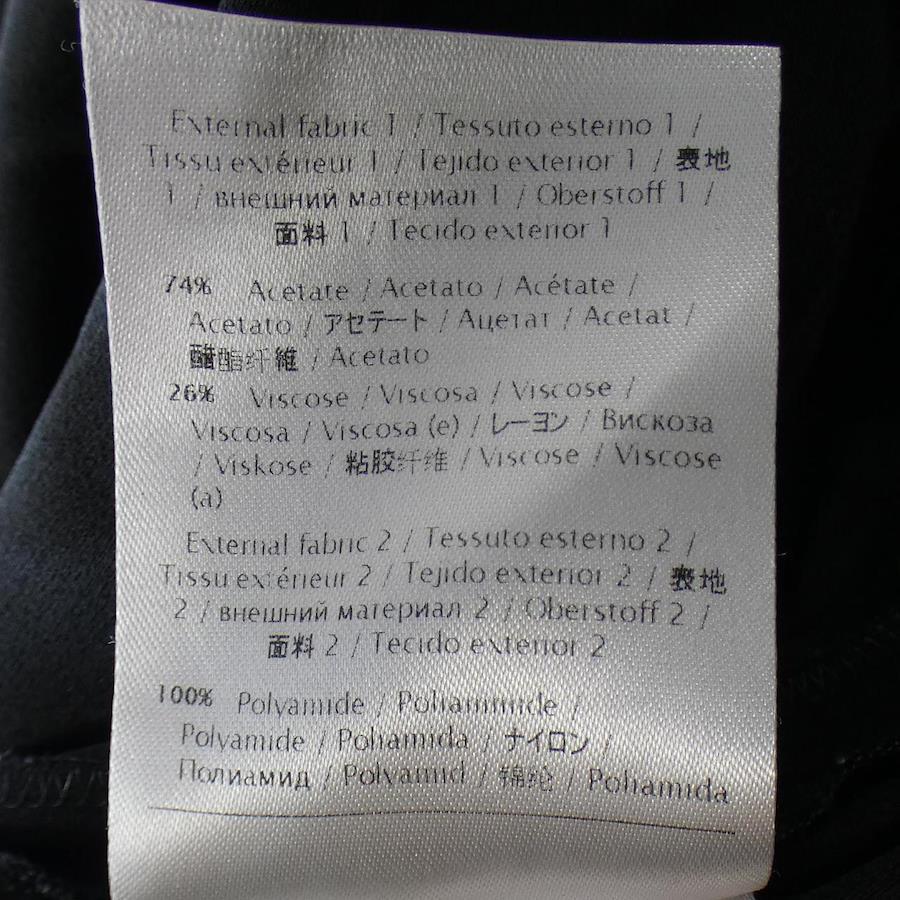 External fabric 1 / Tessuto esterno 1 /
Tissu extérieur 1 / Tejido exterior 1 / 表地
1 / внешний материал 1 / Oberstoff 1 /
面料 1 / Tecido exterior 1
74% Acetate / Acetato / Acétate /
Acetato / アセテート / Ацетат / Acetat /
醋酯纤维 / Acetato
26% Viscose / Viscosa / Viscose /
Viscosa / Viscosa (e) / レーヨン / Вискоза
/ Viskose / 粘胶纤维 / Viscose / Viscose
(a)
External fabric 2 / Tessuto esterno 2 /
Tissu extérieur 2 / Tejido exterior 2 / 表地
2 / внешний материал 2 / Oberstoff 2 /
面料 2 / Tecido exterior 2
100% Polyamide / Poliammide /
Polyamide / Poliamida / ナイロン /
Полиамид / Polyamid / 锦纶 / Poliamida